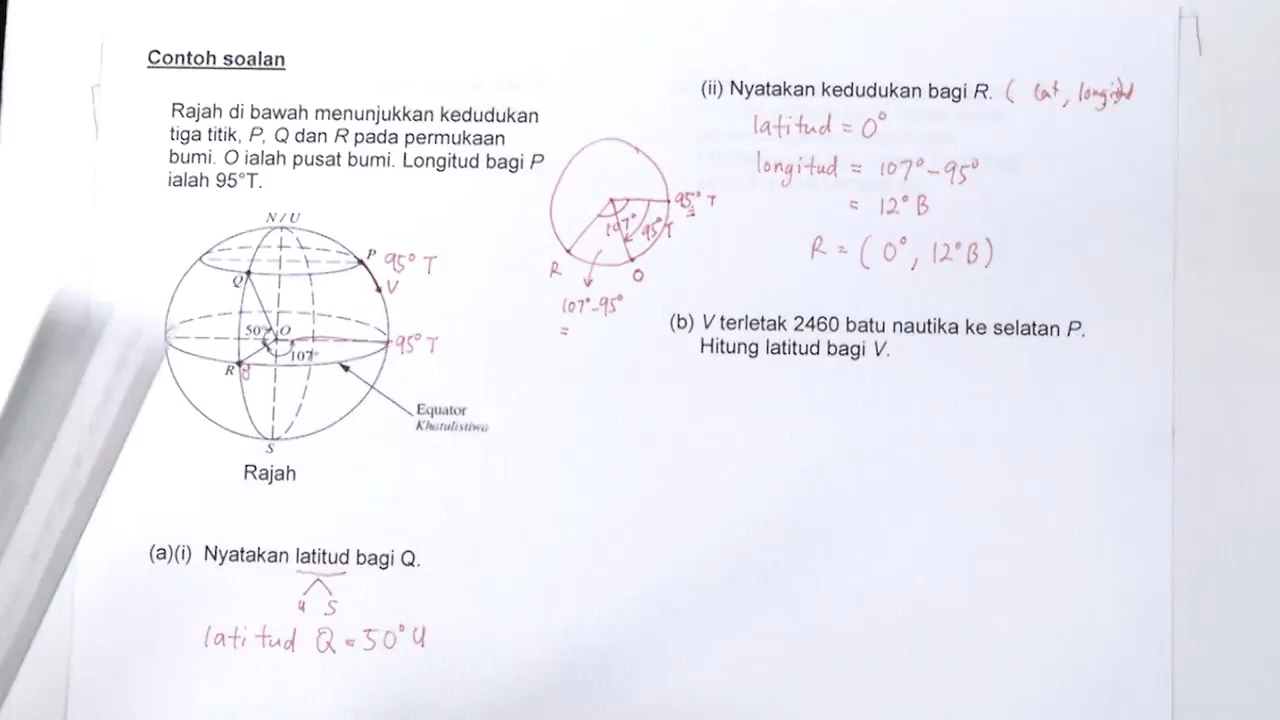 Contoh soalan
Rajah di bawah menunjukkan kedudukan
tiga titik, P, Q dan R pada permukaan
bumi. O ialah pusat bumi. Longitud bagi P
ialah 95°T.
N / U
P 95° T
Q
V
50° O
95° T
107°
R
Equator
Khatulistiwa
S
Rajah
(a)(i) Nyatakan latitud bagi Q.
U S
latitud Q = 50° U
95° T
107° 95° T
R
O
107° - 95°
=
(ii) Nyatakan kedudukan bagi R. ( lat, longitud
latitud = 0°
longitud = 107° - 95°
= 12° B
R = ( 0° , 12° B )
(b) V terletak 2460 batu nautika ke selatan P.
Hitung latitud bagi V.